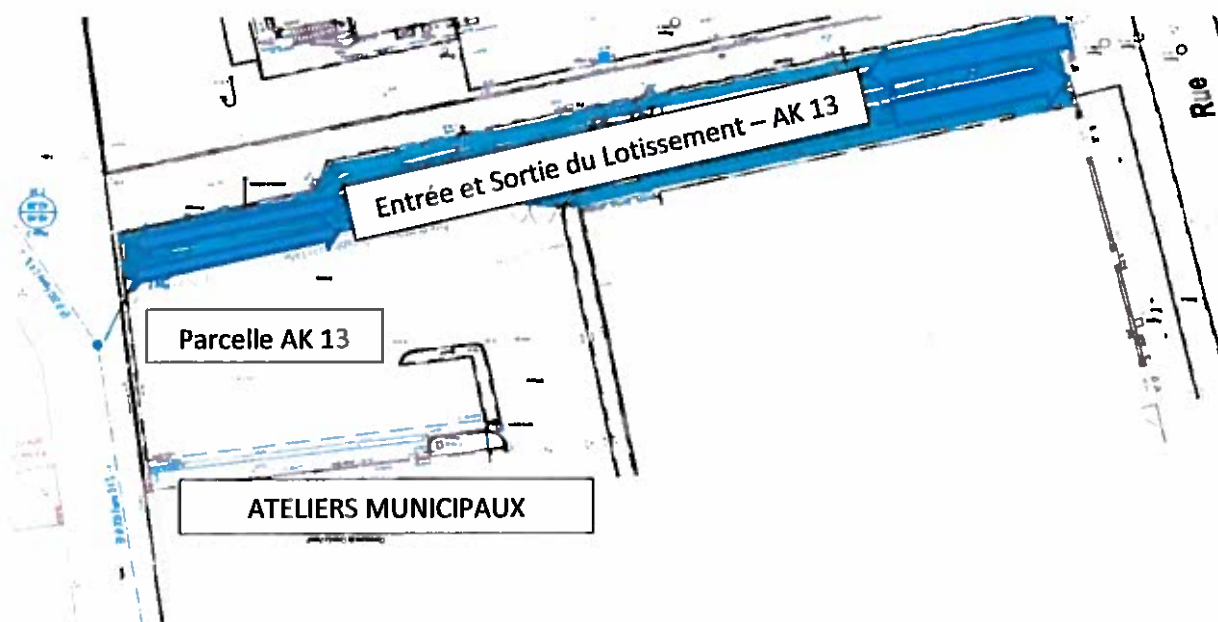 Rue
Entrée et Sortie du Lotissement – AK 13
Parcelle AK 13
ATELIERS MUNICIPAUX